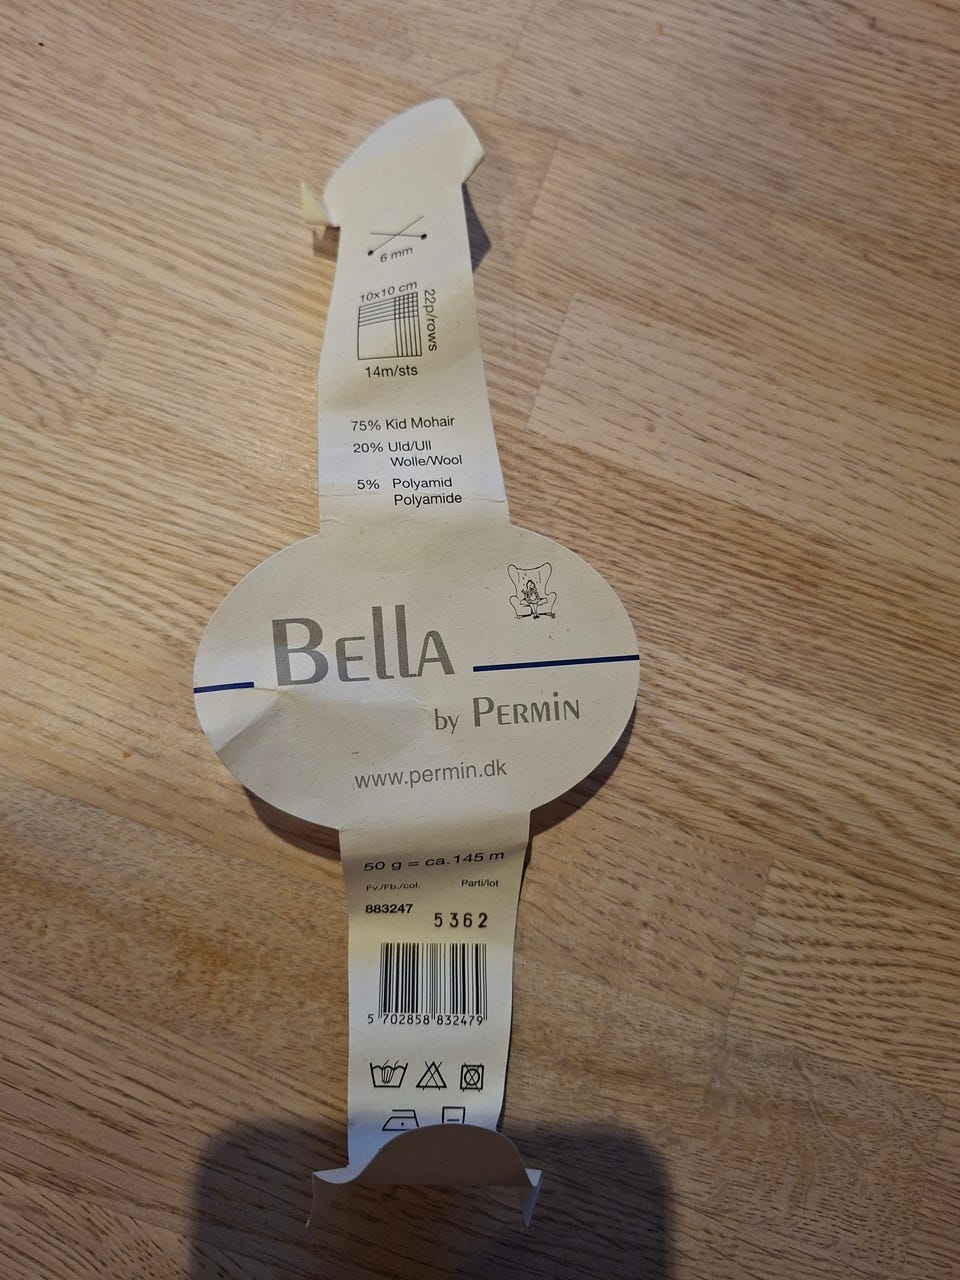 6 mm
10x10 cm
22p/rows
14m/sts
75% Kid Mohair
20% Uld/Ull
Wolle/Wool
5% Polyamid
Polyamide
BEllA
by PERMiN
www.permin.dk
50 g = ca.145 m
Fv./Fb./col. Parti/lot
883247 5362
5 702858 832479